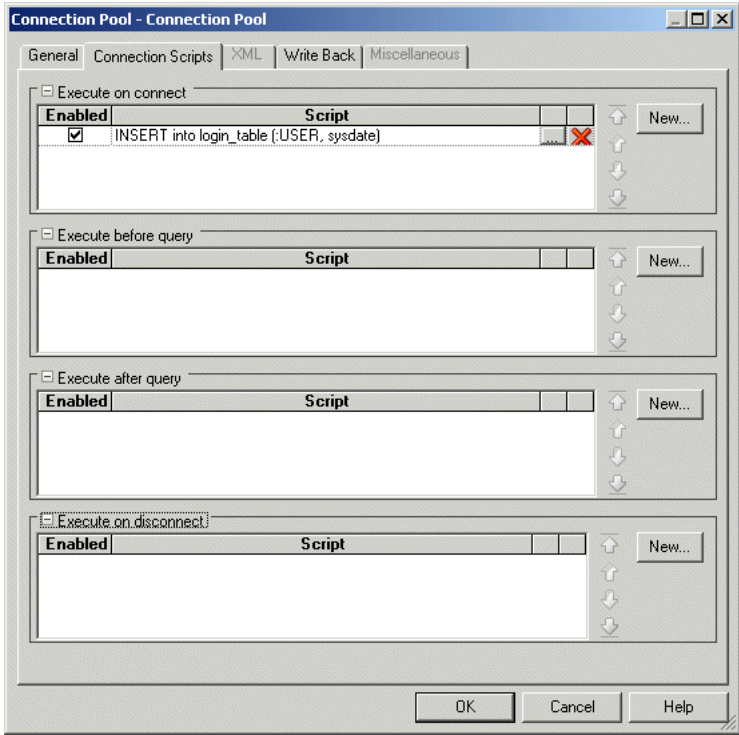 Connection Pool - Connection Pool
General Connection Scripts XML Write Back Miscellaneous
Execute on connect
Enabled Script
INSERT into login_table (:USER, sysdate) ...
New...
Execute before query
Enabled Script
New...
Execute after query
Enabled Script
New...
Execute on disconnect
Enabled Script
New...
OK Cancel Help